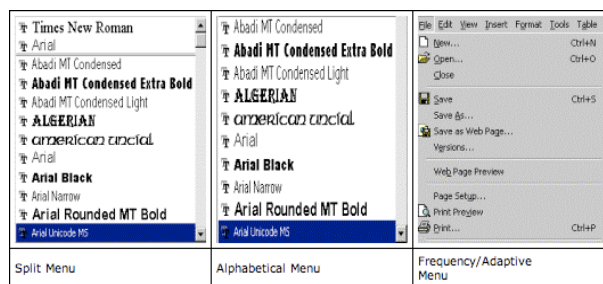 Times New Roman
Arial
Abadi MT Condensed
Abadi MT Condensed Extra Bold
Abadi MT Condensed Light
ALGERIAN
american uncial
Arial
Arial Black
Arial Narrow
Arial Rounded MT Bold
Arial Unicode MS
Split Menu
Abadi MT Condensed
Abadi MT Condensed Extra Bold
Abadi MT Condensed Light
ALGERIAN
american uncial
Arial
Arial Black
Arial Narrow
Arial Rounded MT Bold
Arial Unicode MS
Alphabetical Menu
File Edit View Insert Format Tools Table
New... Ctrl+N
Open... Ctrl+O
Close
Save Ctrl+S
Save As...
Save as Web Page...
Versions...
Web Page Preview
Page Setup...
Print Preview
Print... Ctrl+P
Frequency/Adaptive
Menu